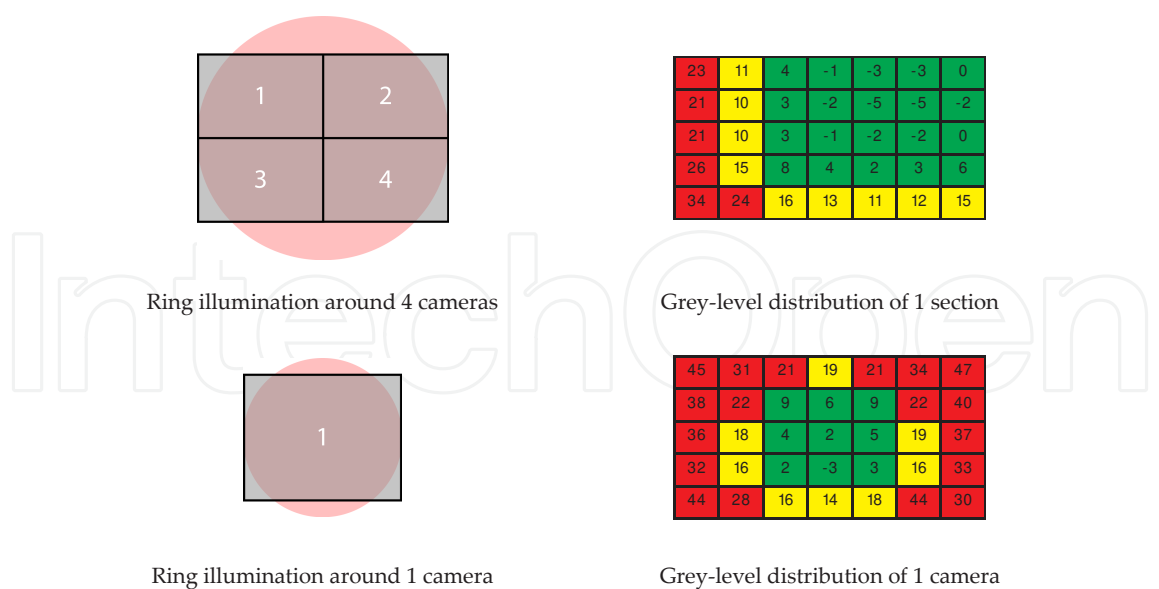 1 2
3 4
23 11 4 -1 -3 -3 0
21 10 3 -2 -5 -5 -2
21 10 3 -1 -2 -2 0
26 15 8 4 2 3 6
34 24 16 13 11 12 15
Ring illumination around 4 cameras
Grey-level distribution of 1 section
IntechOpen
1
45 31 21 19 21 34 47
38 22 9 6 9 22 40
36 18 4 2 5 19 37
32 16 2 -3 3 16 33
44 28 16 14 18 44 30
Ring illumination around 1 camera
Grey-level distribution of 1 camera